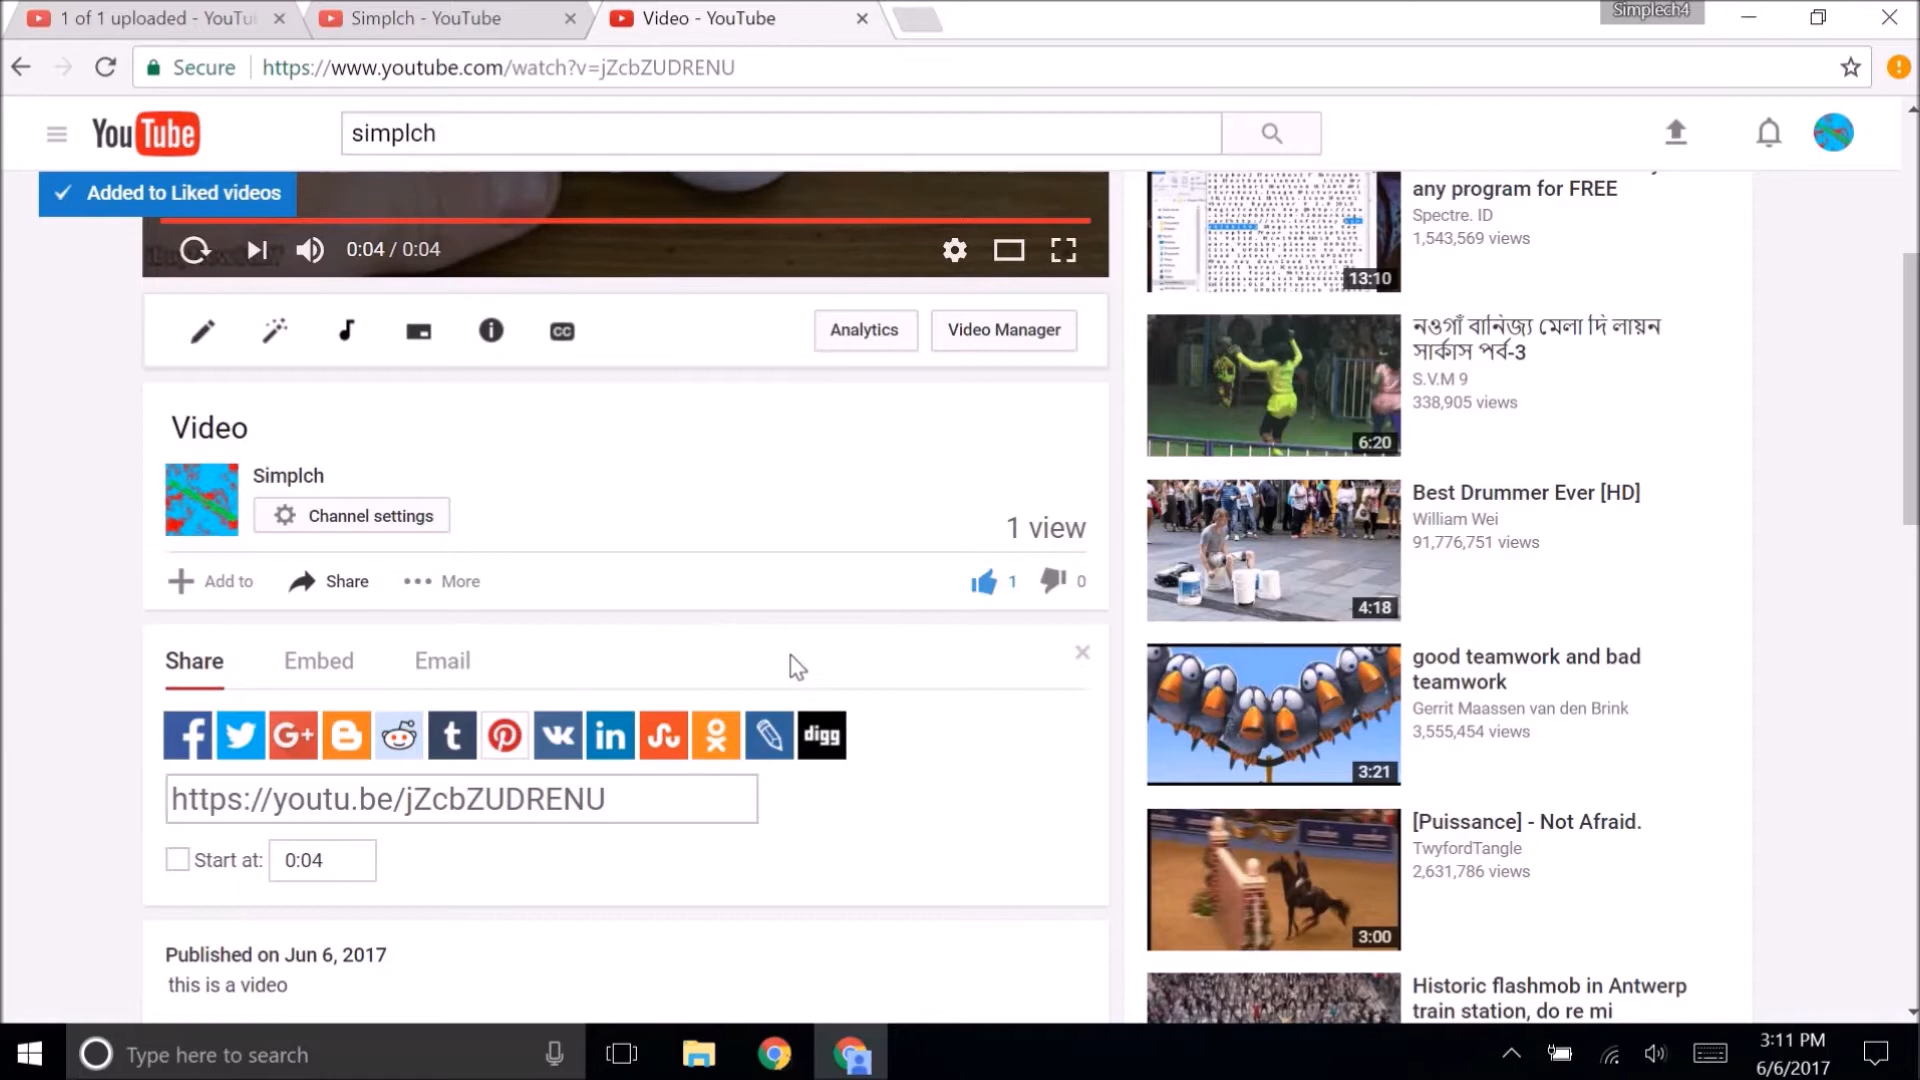 1 of 1 uploaded - YouTu
Simplch - YouTube
Video - YouTube
Simplech4
Secure
https://www.youtube.com/watch?v=jZcbZUDRENU
YouTube
simplch
Added to Liked videos
0:04 / 0:04
CC
Analytics
Video Manager
Video
Simplch
Channel settings
1 view
Add to
Share
More
1
0
Share
Embed
Email
G+
t
in
digg
https://youtu.be/jZcbZUDRENU
Start at:
0:04
Published on Jun 6, 2017
this is a video
any program for FREE
Spectre. ID
1,543,569 views
13:10
নওগাঁ বানিজ্য মেলা দি লায়ন
সার্কাস পর্ব-3
S.V.M 9
338,905 views
6:20
Best Drummer Ever [HD]
William Wei
91,776,751 views
4:18
good teamwork and bad
teamwork
Gerrit Maassen van den Brink
3,555,454 views
3:21
[Puissance] - Not Afraid.
TwyfordTangle
2,631,786 views
3:00
Historic flashmob in Antwerp
train station, do re mi
Type here to search
3:11 PM
6/6/2017